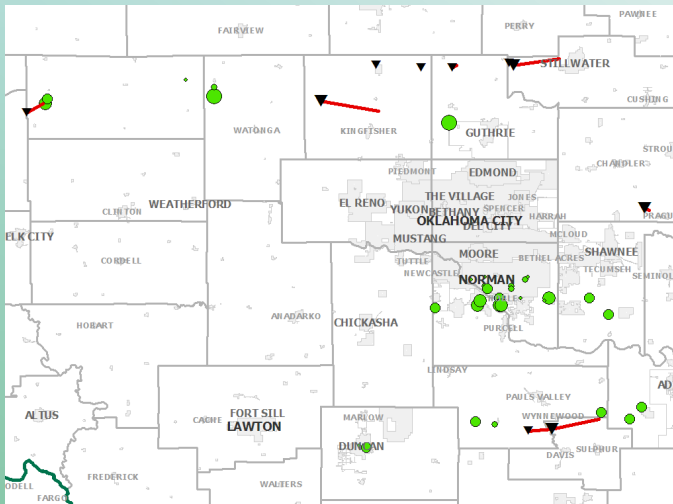 PAWNEE
PERRY
FAIRVIEW
STILLWATER
CUSHING
WATONGA
KINGFISHER
GUTHRIE
STROU
CHANDLER
PIEDMONT
EDMOND
WEATHERFORD
CLINTON
EL RENO
YUKON
THE VILLAGE
BETHANY
SPENCER
JONES
HARRAH
PRAGU
OKLAHOMA CITY
DEL CITY
ELK CITY
MUSTANG
MCLOUD
CORDELL
TUTTLE
MOORE
BETHEL ACRES
SHAWNEE
NEWCASTLE
TECUMSEH
SEMINOL
NORMAN
HOBART
ANADARKO
CHICKASHA
PURCELL
LINDSAY
AD
PAULS VALLEY
ALTUS
CACHE
FORT SILL
LAWTON
MARLOW
WYNNEWOOD
DUNCAN
DAVIS
SULPHUR
FREDERICK
WALTERS
ODELL
FARGO